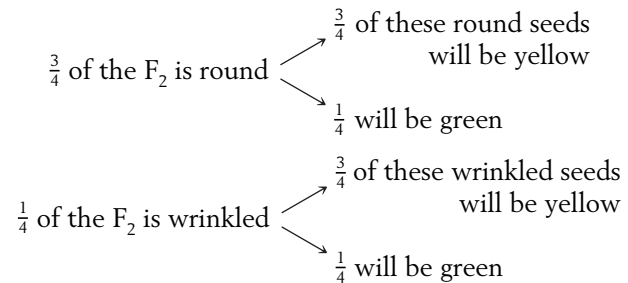 3/4 of the F₂ is round
3/4 of these round seeds
will be yellow
1/4 will be green
1/4 of the F₂ is wrinkled
3/4 of these wrinkled seeds
will be yellow
1/4 will be green